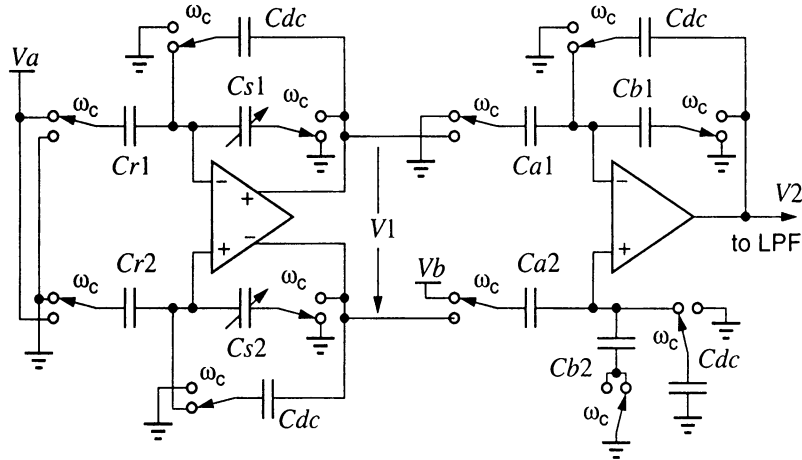 ωc Cdc ωc Cdc
Va Cs1 ωc Cb1 ωc
ωc ωc
Cr1 Ca1
− + −
V1 V2
+ − + to LPF
Cr2 Vb Ca2
ωc ωc ωc
Cs2 ωc Cdc
ωc Cb2
Cdc ωc